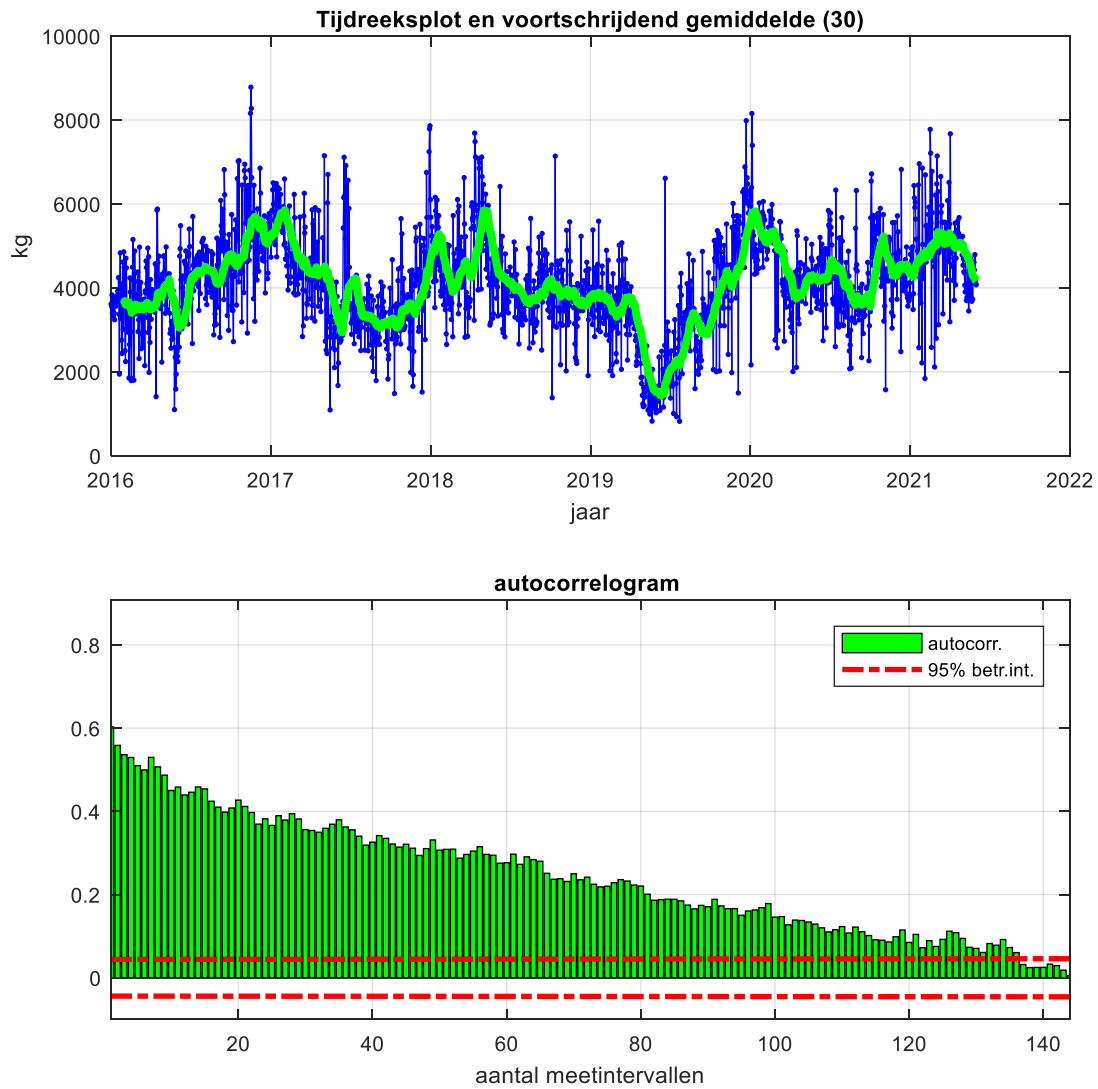 Tijdreeksplot en voortschrijdend gemiddelde (30)
10000
8000
6000
4000
2000
0
kg
2016 2017 2018 2019 2020 2021 2022
jaar
autocorrelogram
0.8
0.6
0.4
0.2
0
autocorr.
95% betr.int.
20 40 60 80 100 120 140
aantal meetintervallen